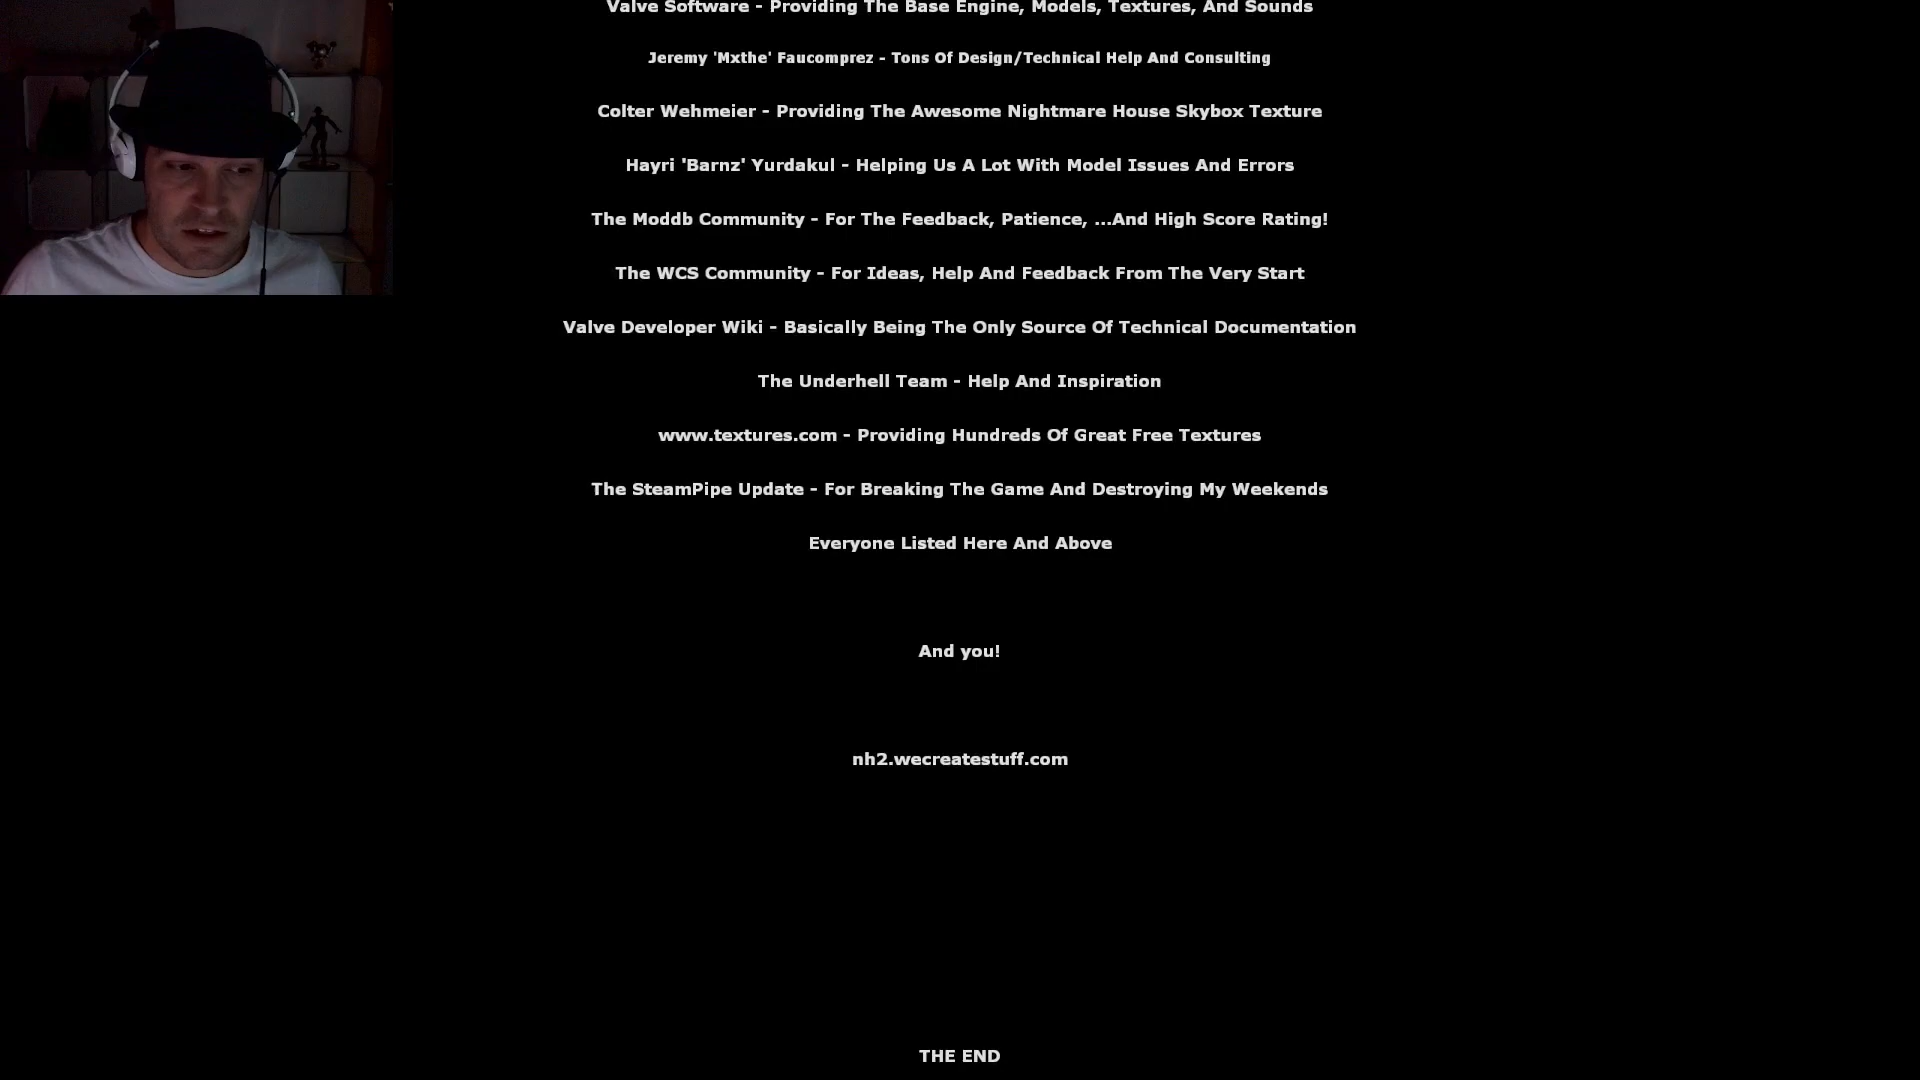 Valve Software - Providing The Base Engine, Models, Textures, And Sounds
Jeremy 'Mxthe' Faucomprez - Tons Of Design/Technical Help And Consulting
Colter Wehmeier - Providing The Awesome Nightmare House Skybox Texture
Hayri 'Barnz' Yurdakul - Helping Us A Lot With Model Issues And Errors
The Moddb Community - For The Feedback, Patience, ...And High Score Rating!
The WCS Community - For Ideas, Help And Feedback From The Very Start
Valve Developer Wiki - Basically Being The Only Source Of Technical Documentation
The Underhell Team - Help And Inspiration
www.textures.com - Providing Hundreds Of Great Free Textures
The SteamPipe Update - For Breaking The Game And Destroying My Weekends
Everyone Listed Here And Above
And you!
nh2.wecreatestuff.com
THE END